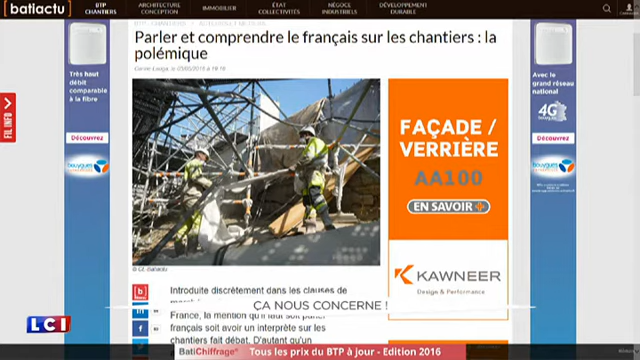 batiactu
BTP
CHANTIERS
ARCHITECTURE
CONCEPTION
IMMOBILIER
ÉTAT
COLLECTIVITÉS
NÉGOCE
INDUSTRIELS
DÉVELOPPEMENT
DURABLE
Parler et comprendre le français sur les chantiers : la
polémique
Très haut
débit
comparable
à la fibre
Découvrez
bouygues
Avec le
grand réseau
national
4G
Découvrez
bouygues
FIL INFO
FAÇADE /
VERRIÈRE
AA100
EN SAVOIR +
KAWNEER
Design & Performance
Introduite discrètement dans les clauses de
ÇA NOUS CONCERNE !
France, la mention qu'il faut soit parler
français soit avoir un interprète sur les
chantiers fait débat. D'autant qu'un
LCI
BatiChiffrage
Tous les prix du BTP à jour - Edition 2016